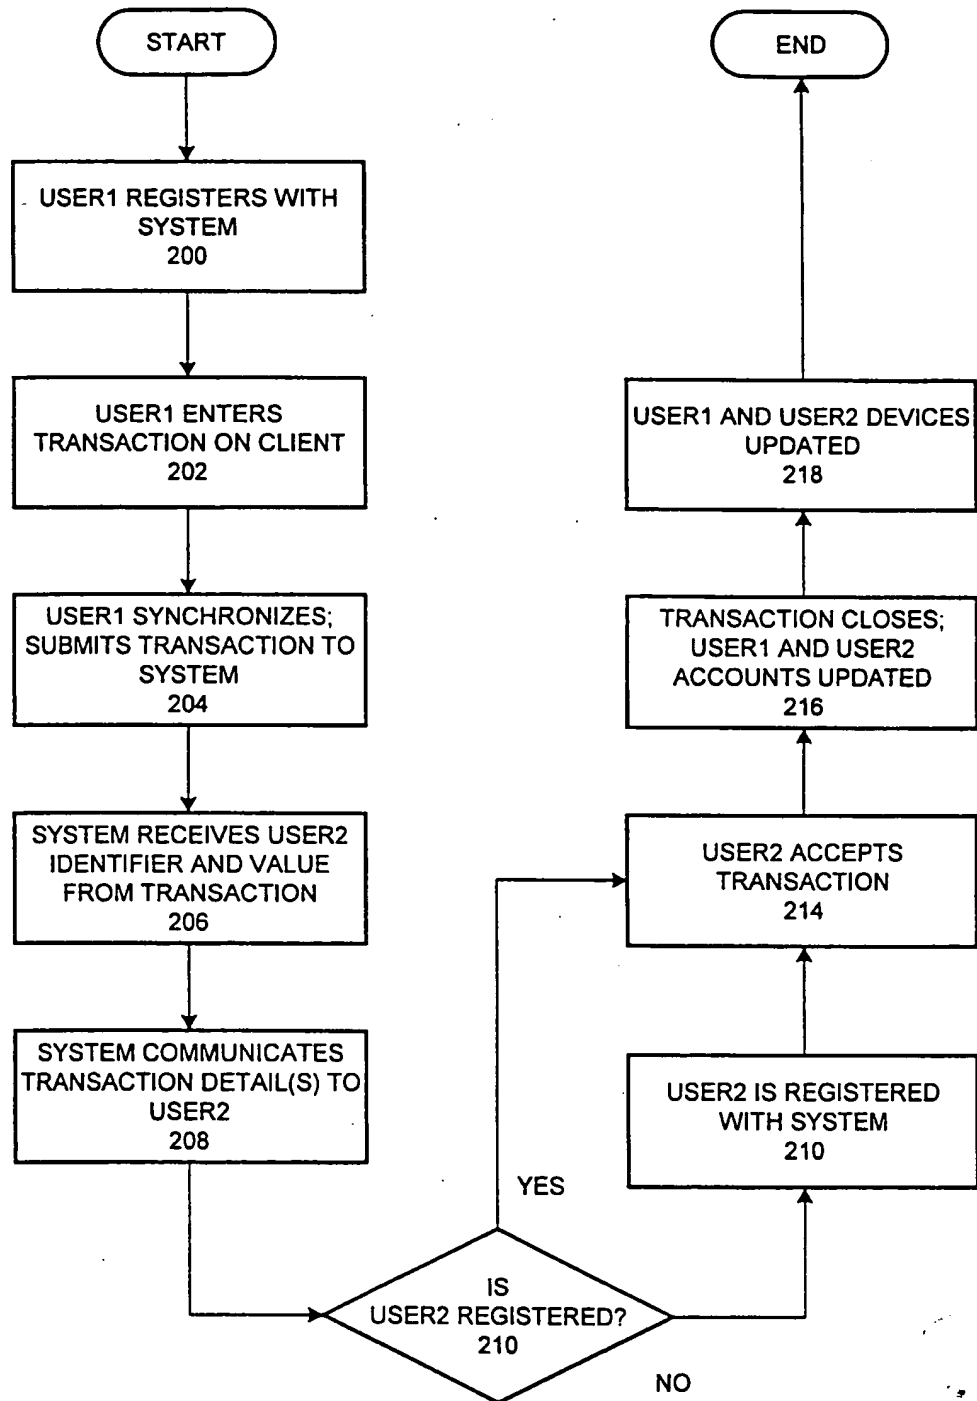 START
USER1 REGISTERS WITH
SYSTEM
200
USER1 ENTERS
TRANSACTION ON CLIENT
202
USER1 SYNCHRONIZES;
SUBMITS TRANSACTION TO
SYSTEM
204
SYSTEM RECEIVES USER2
IDENTIFIER AND VALUE
FROM TRANSACTION
206
SYSTEM COMMUNICATES
TRANSACTION DETAIL(S) TO
USER2
208
IS
USER2 REGISTERED?
210
YES
NO
USER2 IS REGISTERED
WITH SYSTEM
210
USER2 ACCEPTS
TRANSACTION
214
TRANSACTION CLOSES;
USER1 AND USER2
ACCOUNTS UPDATED
216
USER1 AND USER2 DEVICES
UPDATED
218
END